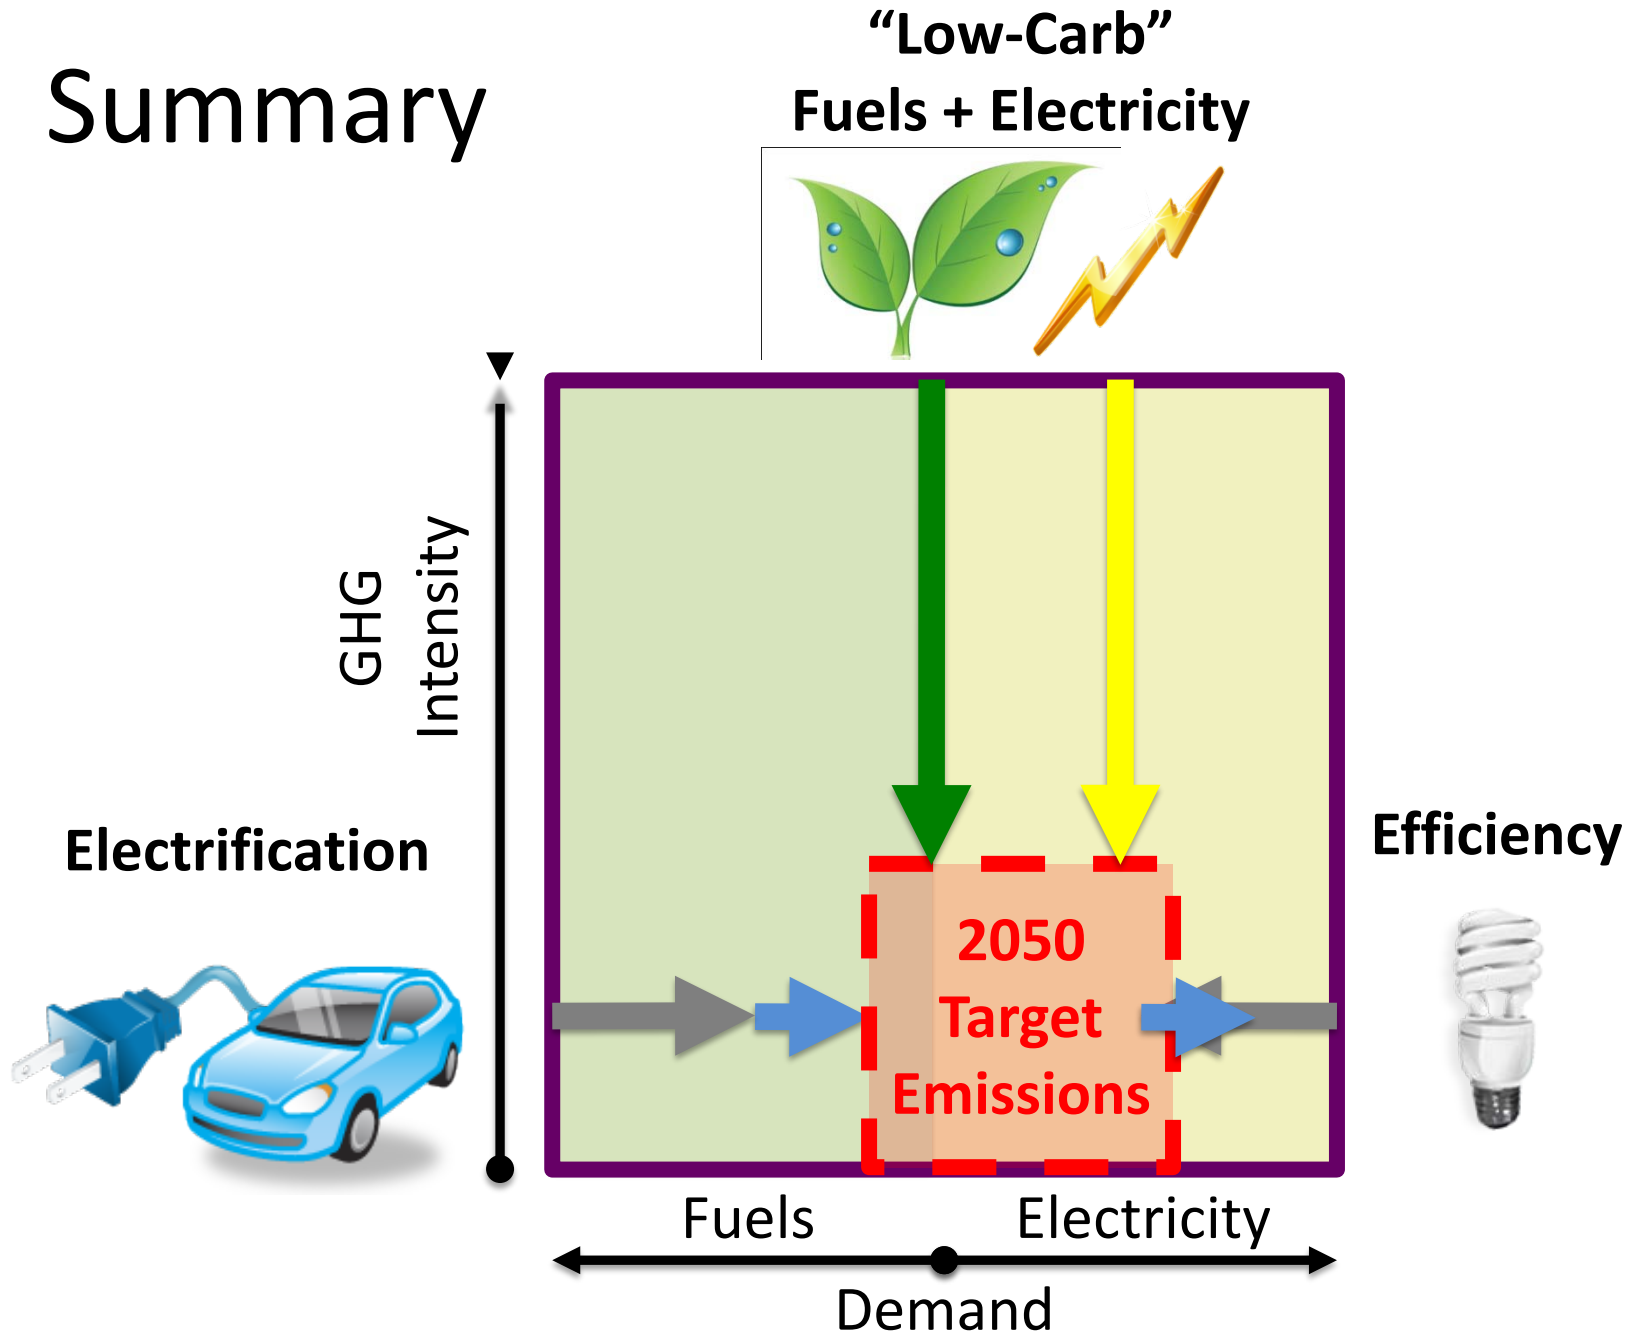 Summary
“Low-Carb”
Fuels + Electricity
GHG
Intensity
Electrification
Efficiency
2050
Target
Emissions
Fuels
Electricity
Demand